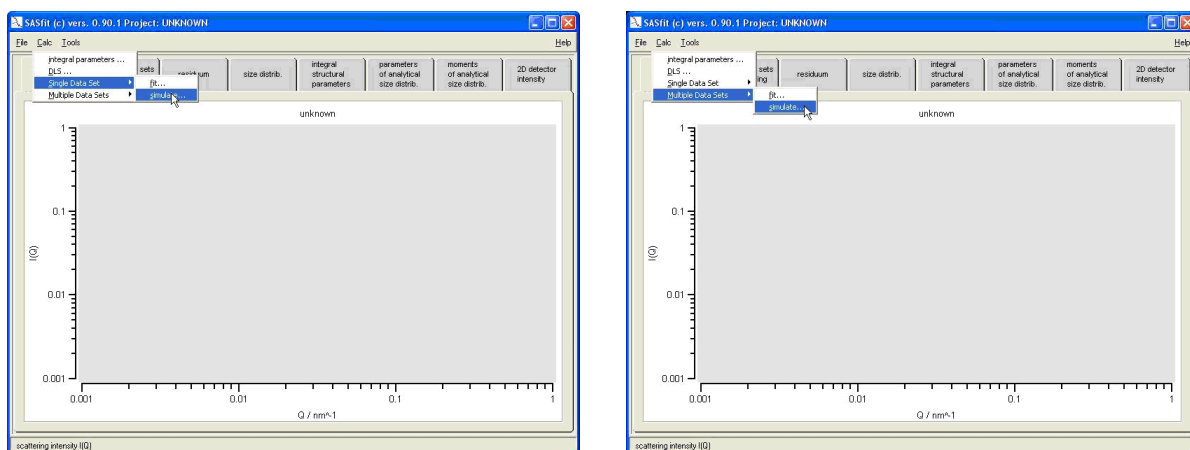 SASfit (c) vers. 0.90.1 Project: UNKNOWN
File Calc Tools Help
integral parameters ...
DLS ...
Single Data Set
Multiple Data Sets
fit...
simulate...
sets
residuum
size distrib.
integral
structural
parameters
parameters
of analytical
size distrib.
moments
of analytical
size distrib.
2D detector
intensity
unknown
1
0.1
0.01
0.001
I(Q)
0.001 0.01 0.1 1
Q / nm^-1
scattering intensity I(Q)
SASfit (c) vers. 0.90.1 Project: UNKNOWN
File Calc Tools Help
integral parameters ...
DLS ...
Single Data Set
Multiple Data Sets
fit...
simulate...
sets
ing
residuum
size distrib.
integral
structural
parameters
parameters
of analytical
size distrib.
moments
of analytical
size distrib.
2D detector
intensity
unknown
1
0.1
0.01
0.001
I(Q)
0.001 0.01 0.1 1
Q / nm^-1
scattering intensity I(Q)